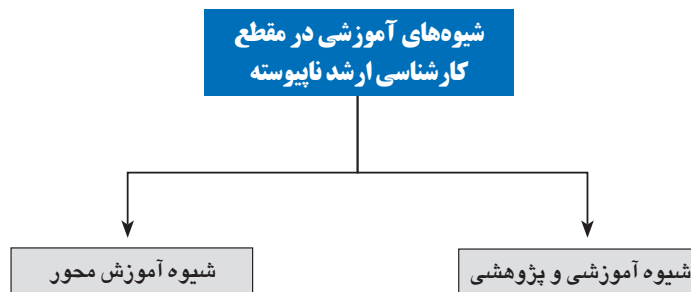 شیوه‌های آموزشی در مقطع
کارشناسی ارشد ناپیوسته
شیوه آموزشی و پژوهشی
شیوه آموزش محور